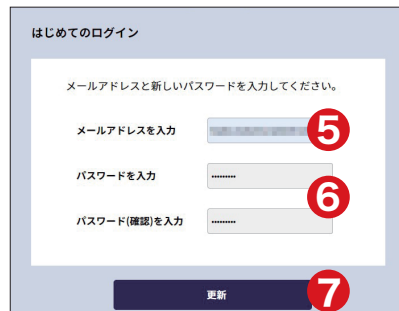 はじめてのログイン
メールアドレスと新しいパスワードを入力してください。
メールアドレスを入力
5
パスワードを入力
6
パスワード(確認)を入力
更新
7